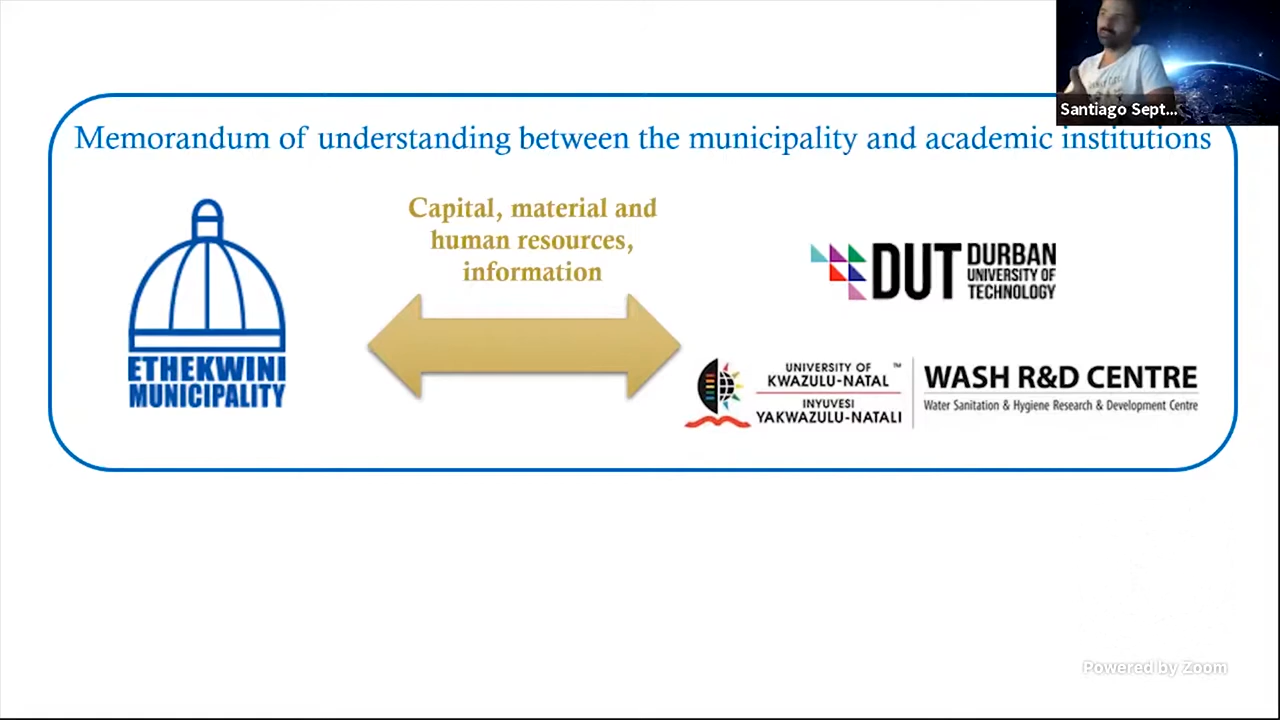 Santiago Sept...
Memorandum of understanding between the municipality and academic institutions
Capital, material and
human resources,
information
ETHEKWINI
MUNICIPALITY
DUT DURBAN
UNIVERSITY OF
TECHNOLOGY
UNIVERSITY OF ™
KWAZULU-NATAL
INYUVESI
YAKWAZULU-NATALI
WASH R&D CENTRE
Water Sanitation & Hygiene Research & Development Centre
Powered by Zoom